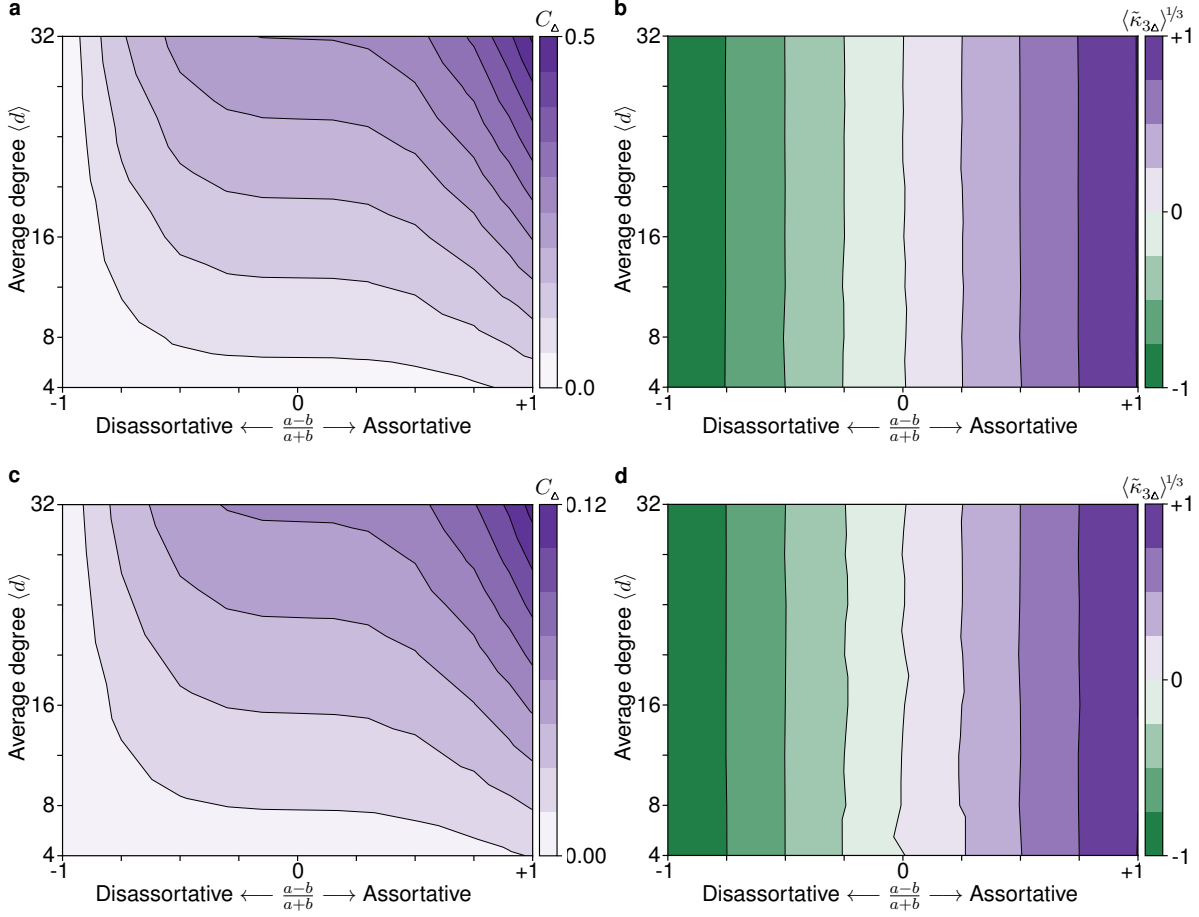 a
C△
32
0.5
16
8
4
0.0
-1
0
+1
Average degree ⟨d⟩
Disassortative ⟵ a−b/a+b ⟶ Assortative
b
⟨κ̃3△⟩1/3
32
+1
16
0
8
4
-1
-1
0
+1
Average degree ⟨d⟩
Disassortative ⟵ a−b/a+b ⟶ Assortative
c
C△
32
0.12
16
8
4
0.00
-1
0
+1
Average degree ⟨d⟩
Disassortative ⟵ a−b/a+b ⟶ Assortative
d
⟨κ̃3△⟩1/3
32
+1
16
0
8
4
-1
-1
0
+1
Average degree ⟨d⟩
Disassortative ⟵ a−b/a+b ⟶ Assortative